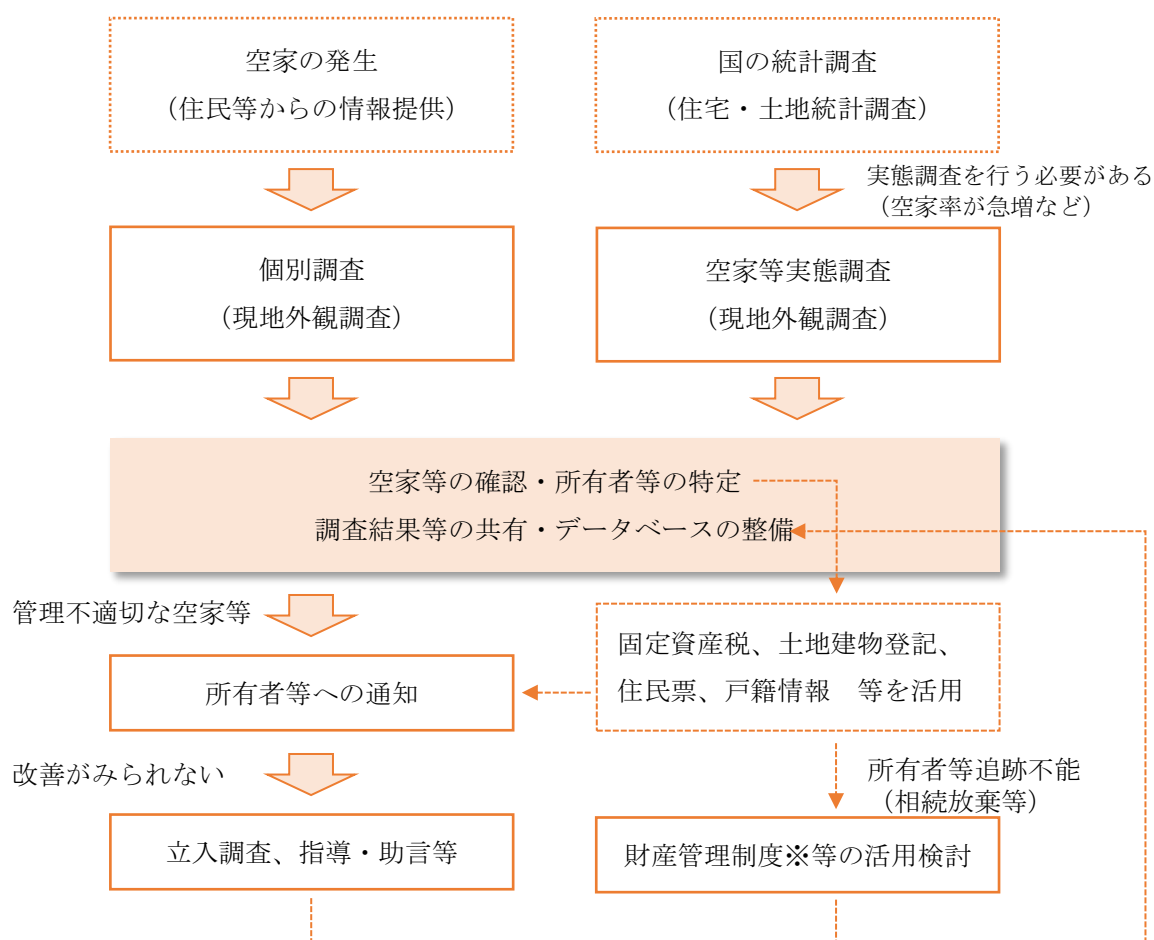 空家の発生
（住民等からの情報提供）
国の統計調査
（住宅・土地統計調査）
実態調査を行う必要がある
（空家率が急増など）
個別調査
（現地外観調査）
空家等実態調査
（現地外観調査）
空家等の確認・所有者等の特定
調査結果等の共有・データベースの整備
管理不適切な空家等
固定資産税、土地建物登記、
住民票、戸籍情報　等を活用
所有者等への通知
改善がみられない
所有者等追跡不能
（相続放棄等）
立入調査、指導・助言等
財産管理制度※等の活用検討